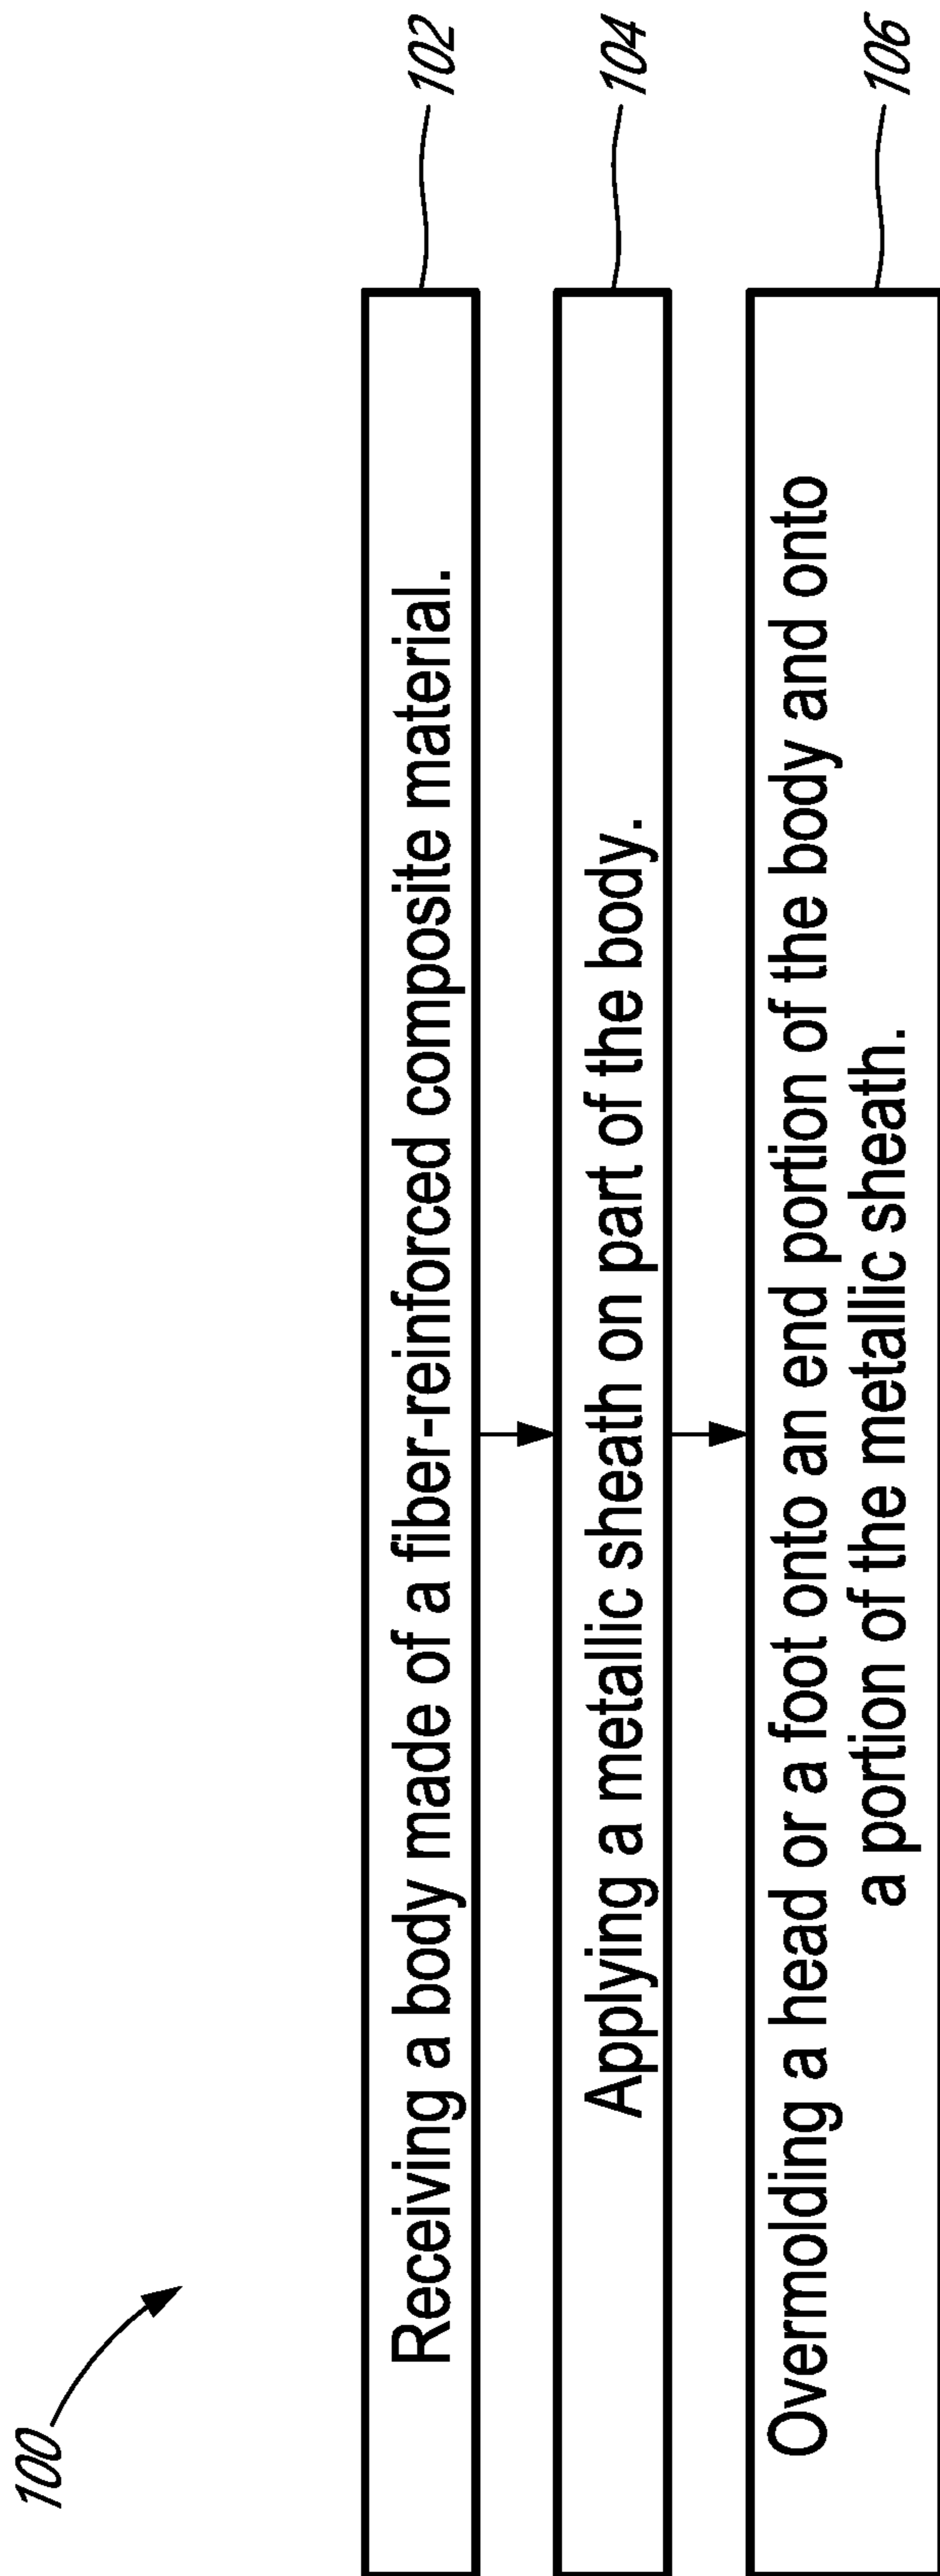 100
Receiving a body made of a fiber-reinforced composite material.
102
Applying a metallic sheath on part of the body.
104
Overmolding a head or a foot onto an end portion of the body and onto
a portion of the metallic sheath.
106